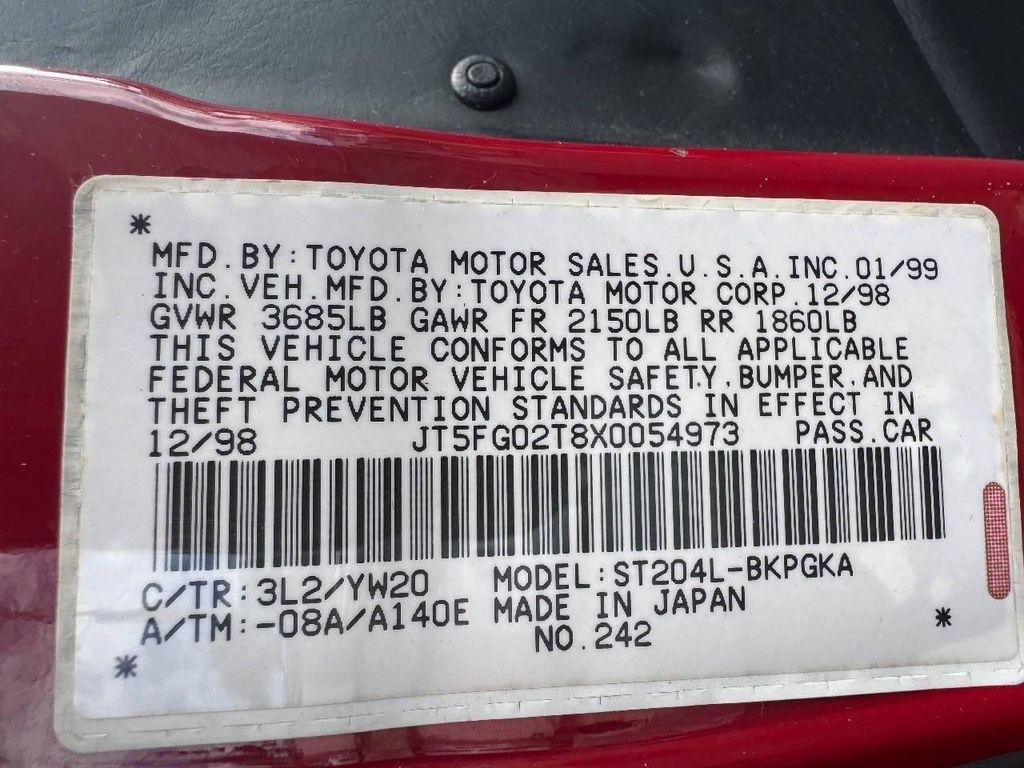 *
MFD.BY:TOYOTA MOTOR SALES.U.S.A.INC.01/99
INC.VEH.MFD.BY:TOYOTA MOTOR CORP.12/98
GVWR 3685LB GAWR FR 2150LB RR 1860LB
THIS VEHICLE CONFORMS TO ALL APPLICABLE
FEDERAL MOTOR VEHICLE SAFETY.BUMPER.AND
THEFT PREVENTION STANDARDS IN EFFECT IN
12/98 JT5FG02T8X0054973 PASS.CAR
C/TR:3L2/YW20 MODEL:ST204L-BKPGKA
A/TM:-08A/A140E MADE IN JAPAN
* NO.242 *